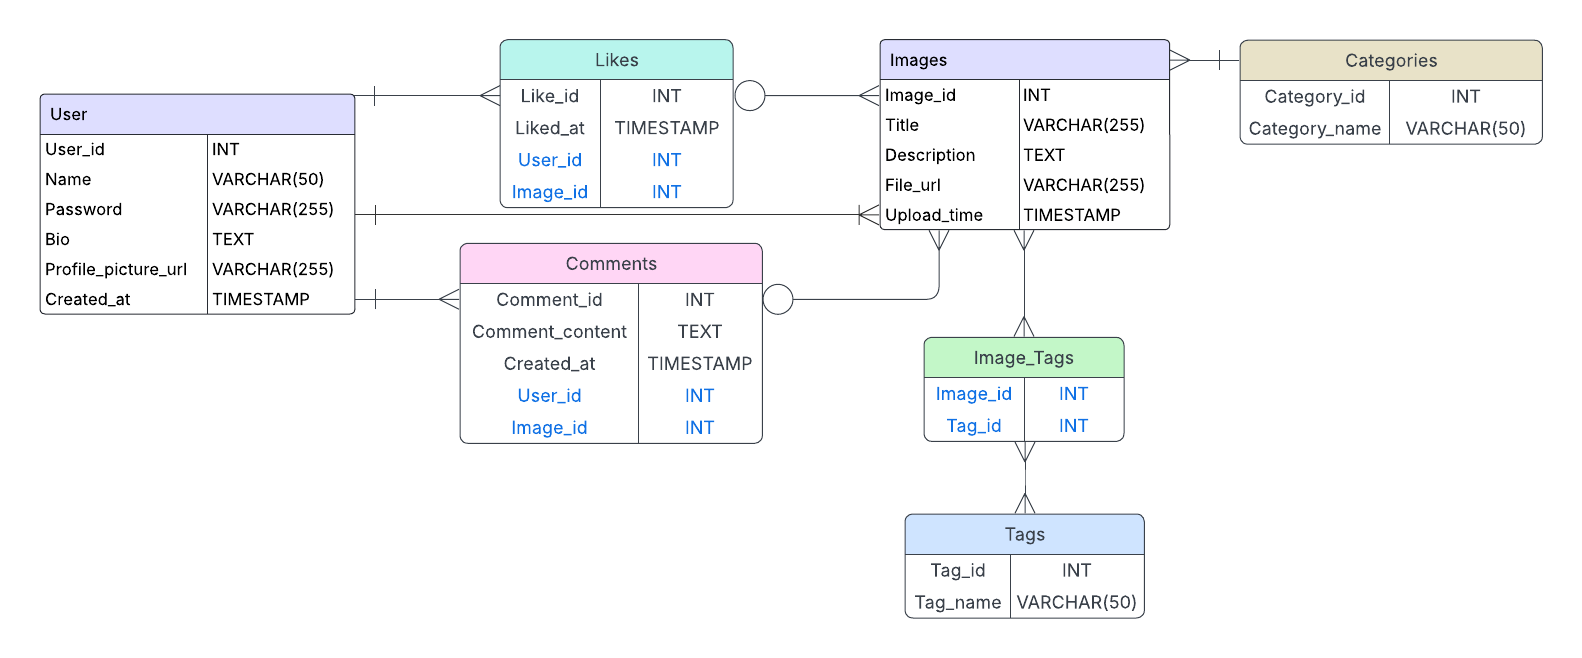 User
User_id INT
Name VARCHAR(50)
Password VARCHAR(255)
Bio TEXT
Profile_picture_url VARCHAR(255)
Created_at TIMESTAMP
Likes
Like_id INT
Liked_at TIMESTAMP
User_id INT
Image_id INT
Comments
Comment_id INT
Comment_content TEXT
Created_at TIMESTAMP
User_id INT
Image_id INT
Images
Image_id INT
Title VARCHAR(255)
Description TEXT
File_url VARCHAR(255)
Upload_time TIMESTAMP
Categories
Category_id INT
Category_name VARCHAR(50)
Image_Tags
Image_id INT
Tag_id INT
Tags
Tag_id INT
Tag_name VARCHAR(50)